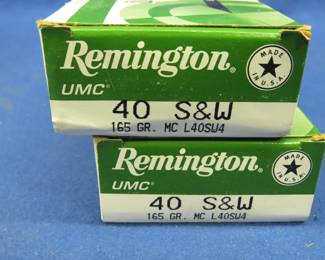 Remington®
UMC®
MADE
IN U.S.A.
40 S&W
165 GR. MC L40SW4
Remington®
UMC®
MADE
IN U.S.A.
40 S&W
165 GR. MC L40SW4